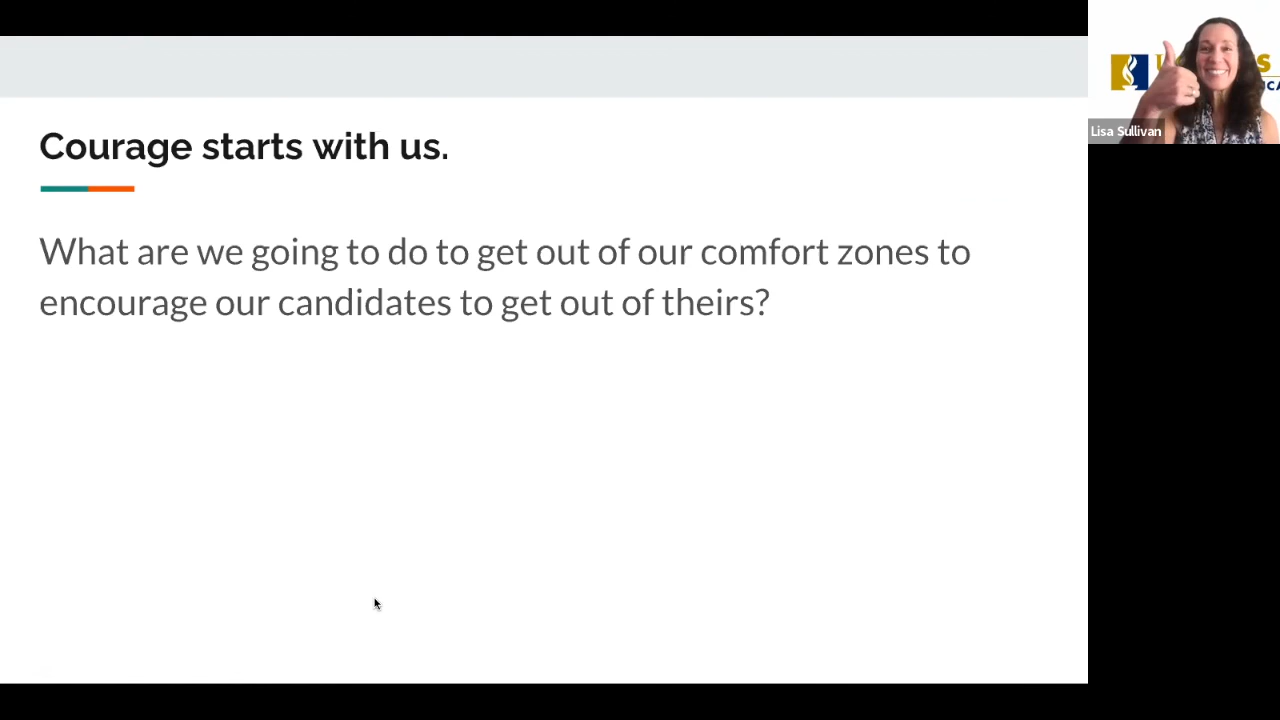 Courage starts with us.
What are we going to do to get out of our comfort zones to
encourage our candidates to get out of theirs?
Lisa Sullivan